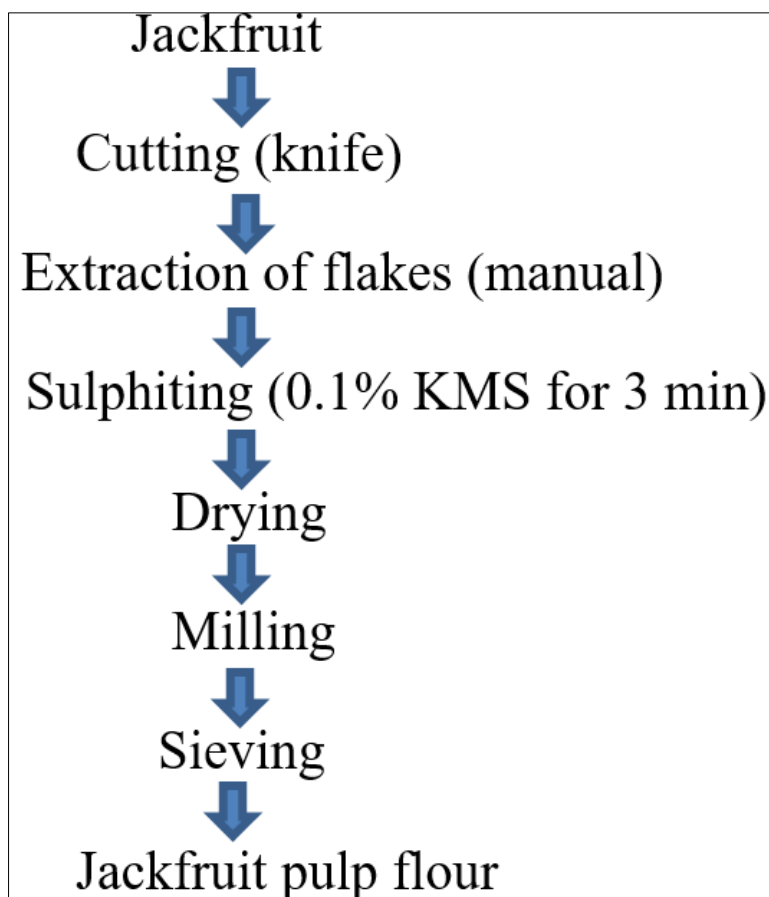 Jackfruit
Cutting (knife)
Extraction of flakes (manual)
Sulphiting (0.1% KMS for 3 min)
Drying
Milling
Sieving
Jackfruit pulp flour